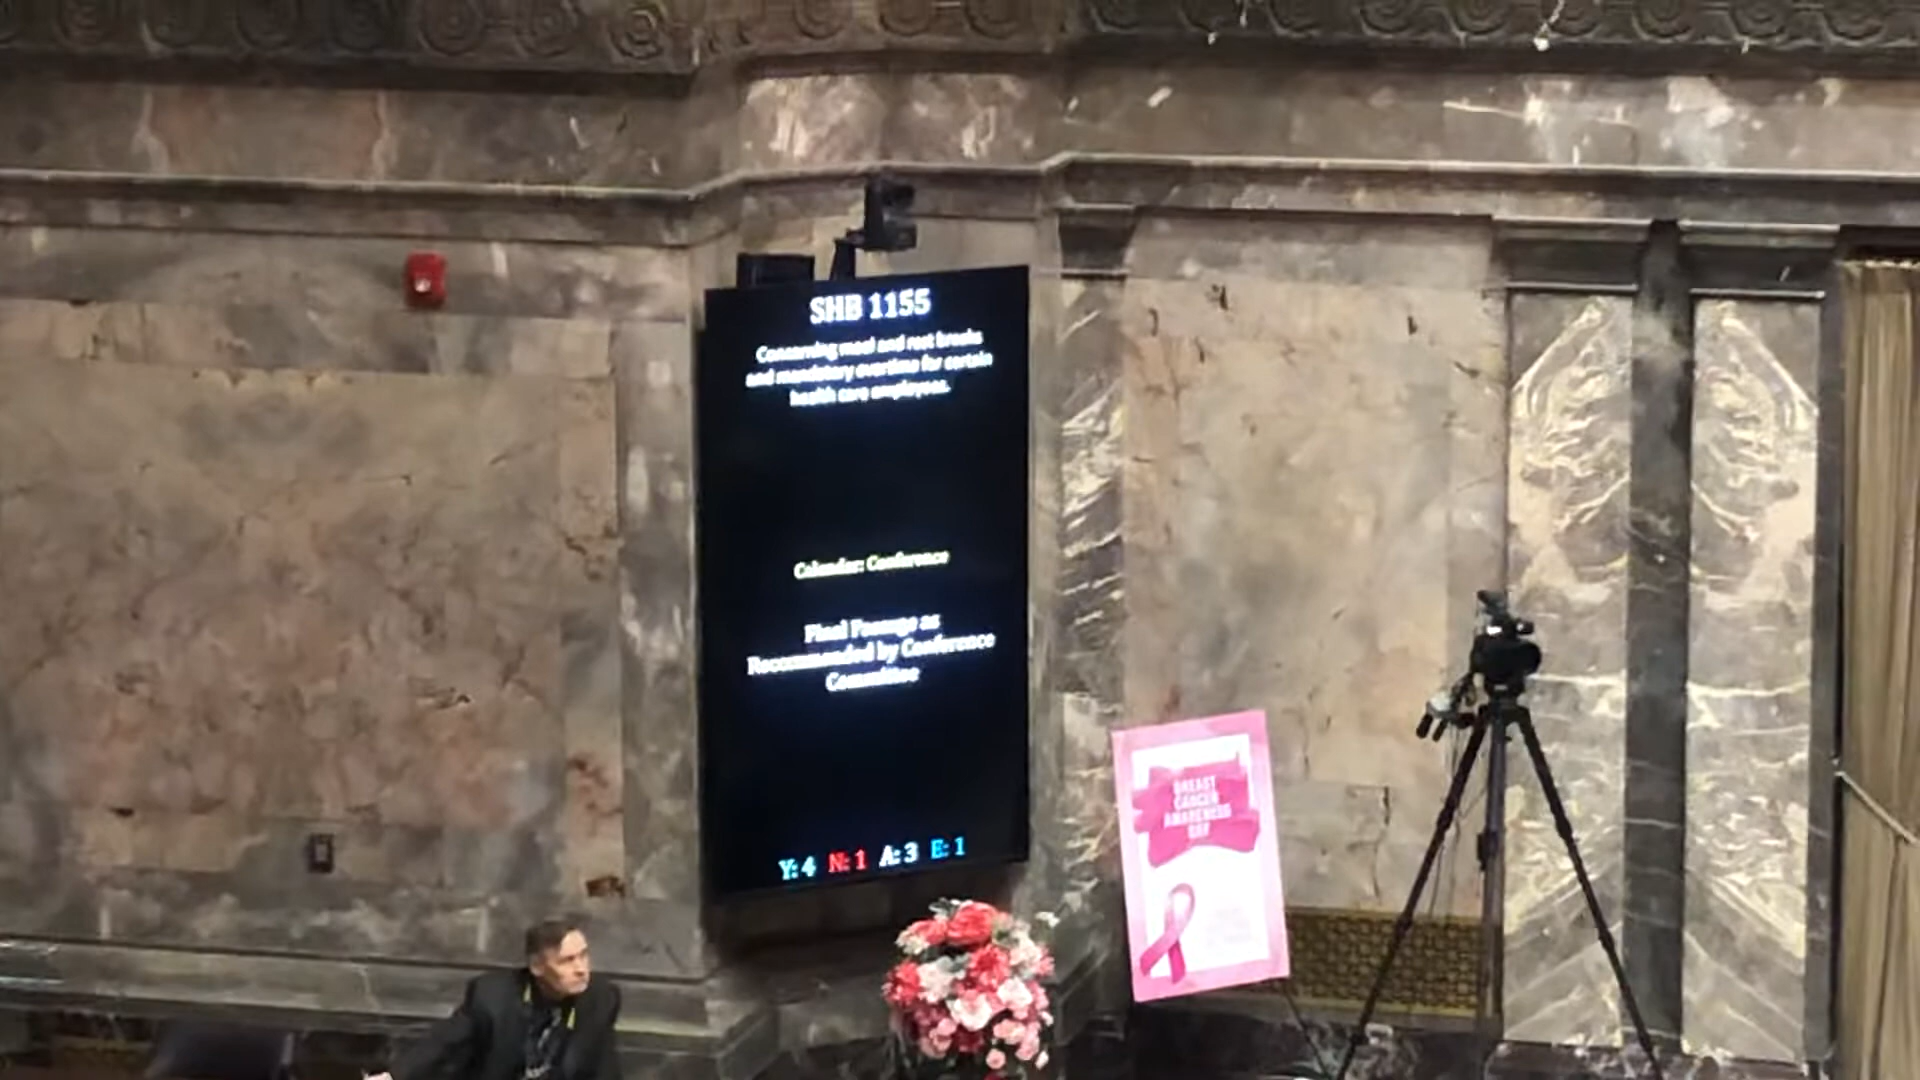 SHB 1155
Concerning meal and rest breaks
and mandatory overtime for certain
health care employees.
Calendar: Conference
Final Passage as
Recommended by Conference
Committee
Y: 4 N: 1 A: 3 E: 1
BREAST
CANCER
AWARENESS
DAY